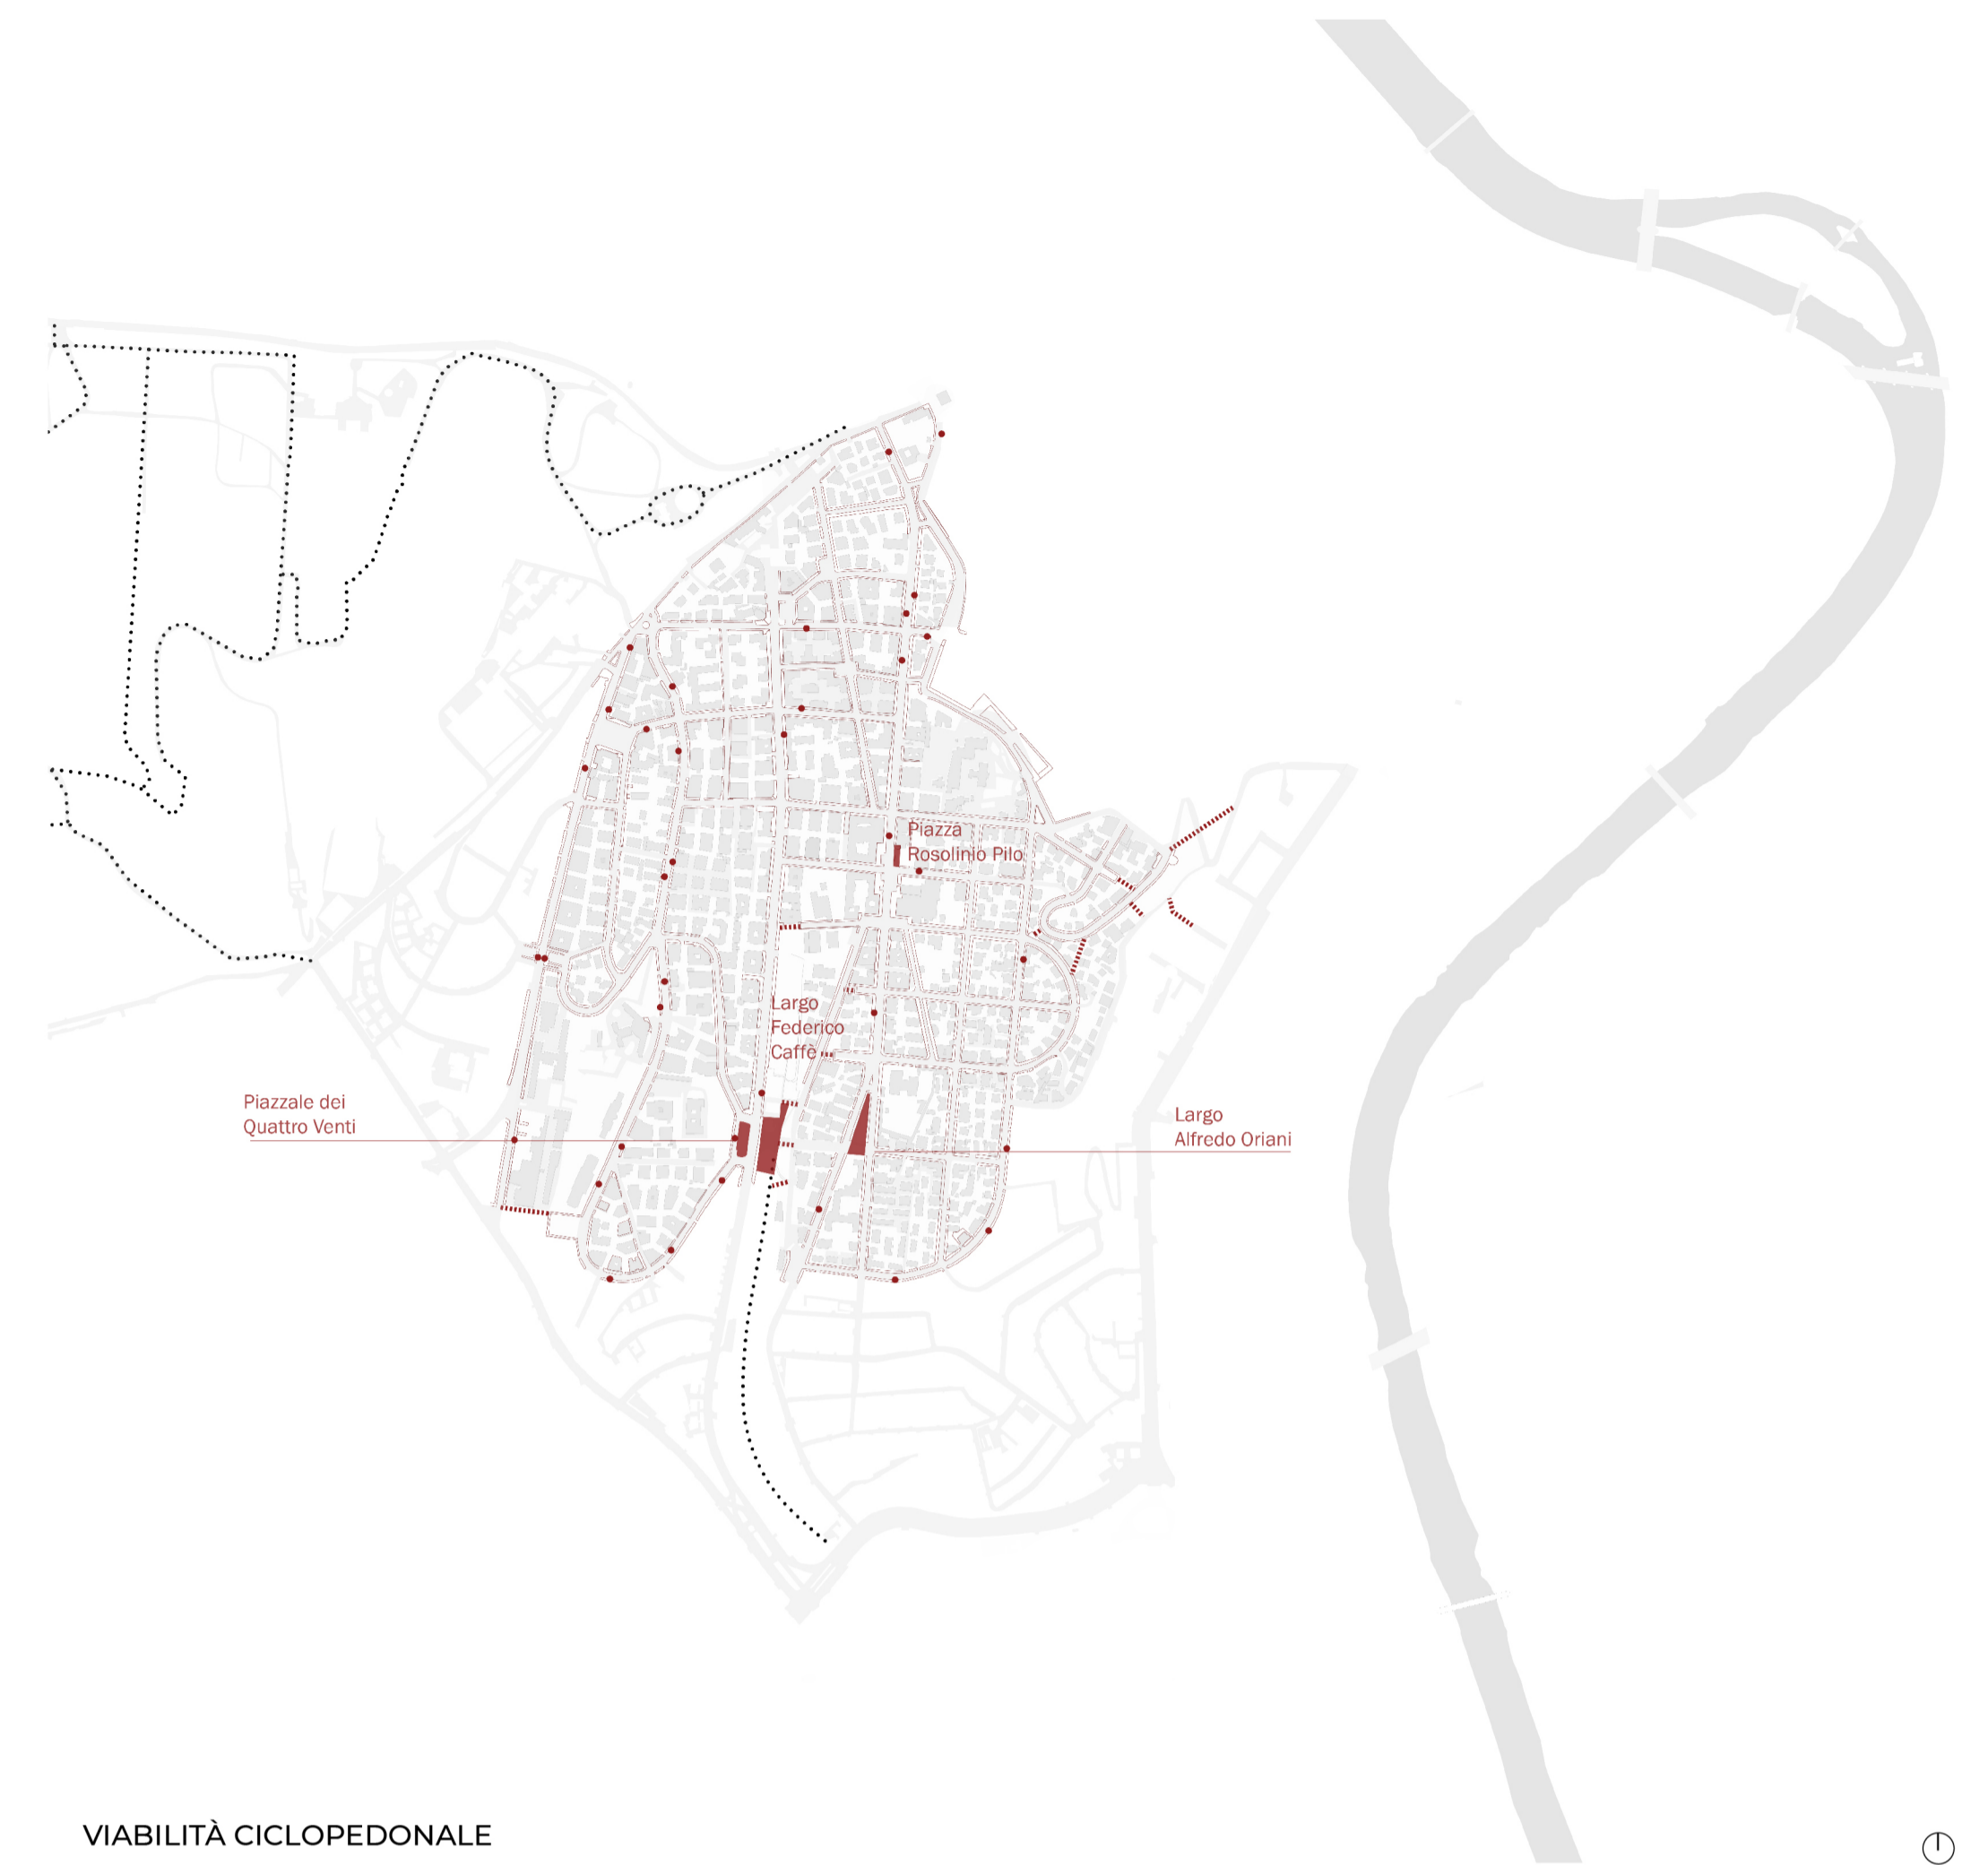 Piazza
Rosolinio Pilo
Largo
Federico
Caffè
Piazzale dei
Quattro Venti
Largo
Alfredo Oriani
VIABILITÀ CICLOPEDONALE